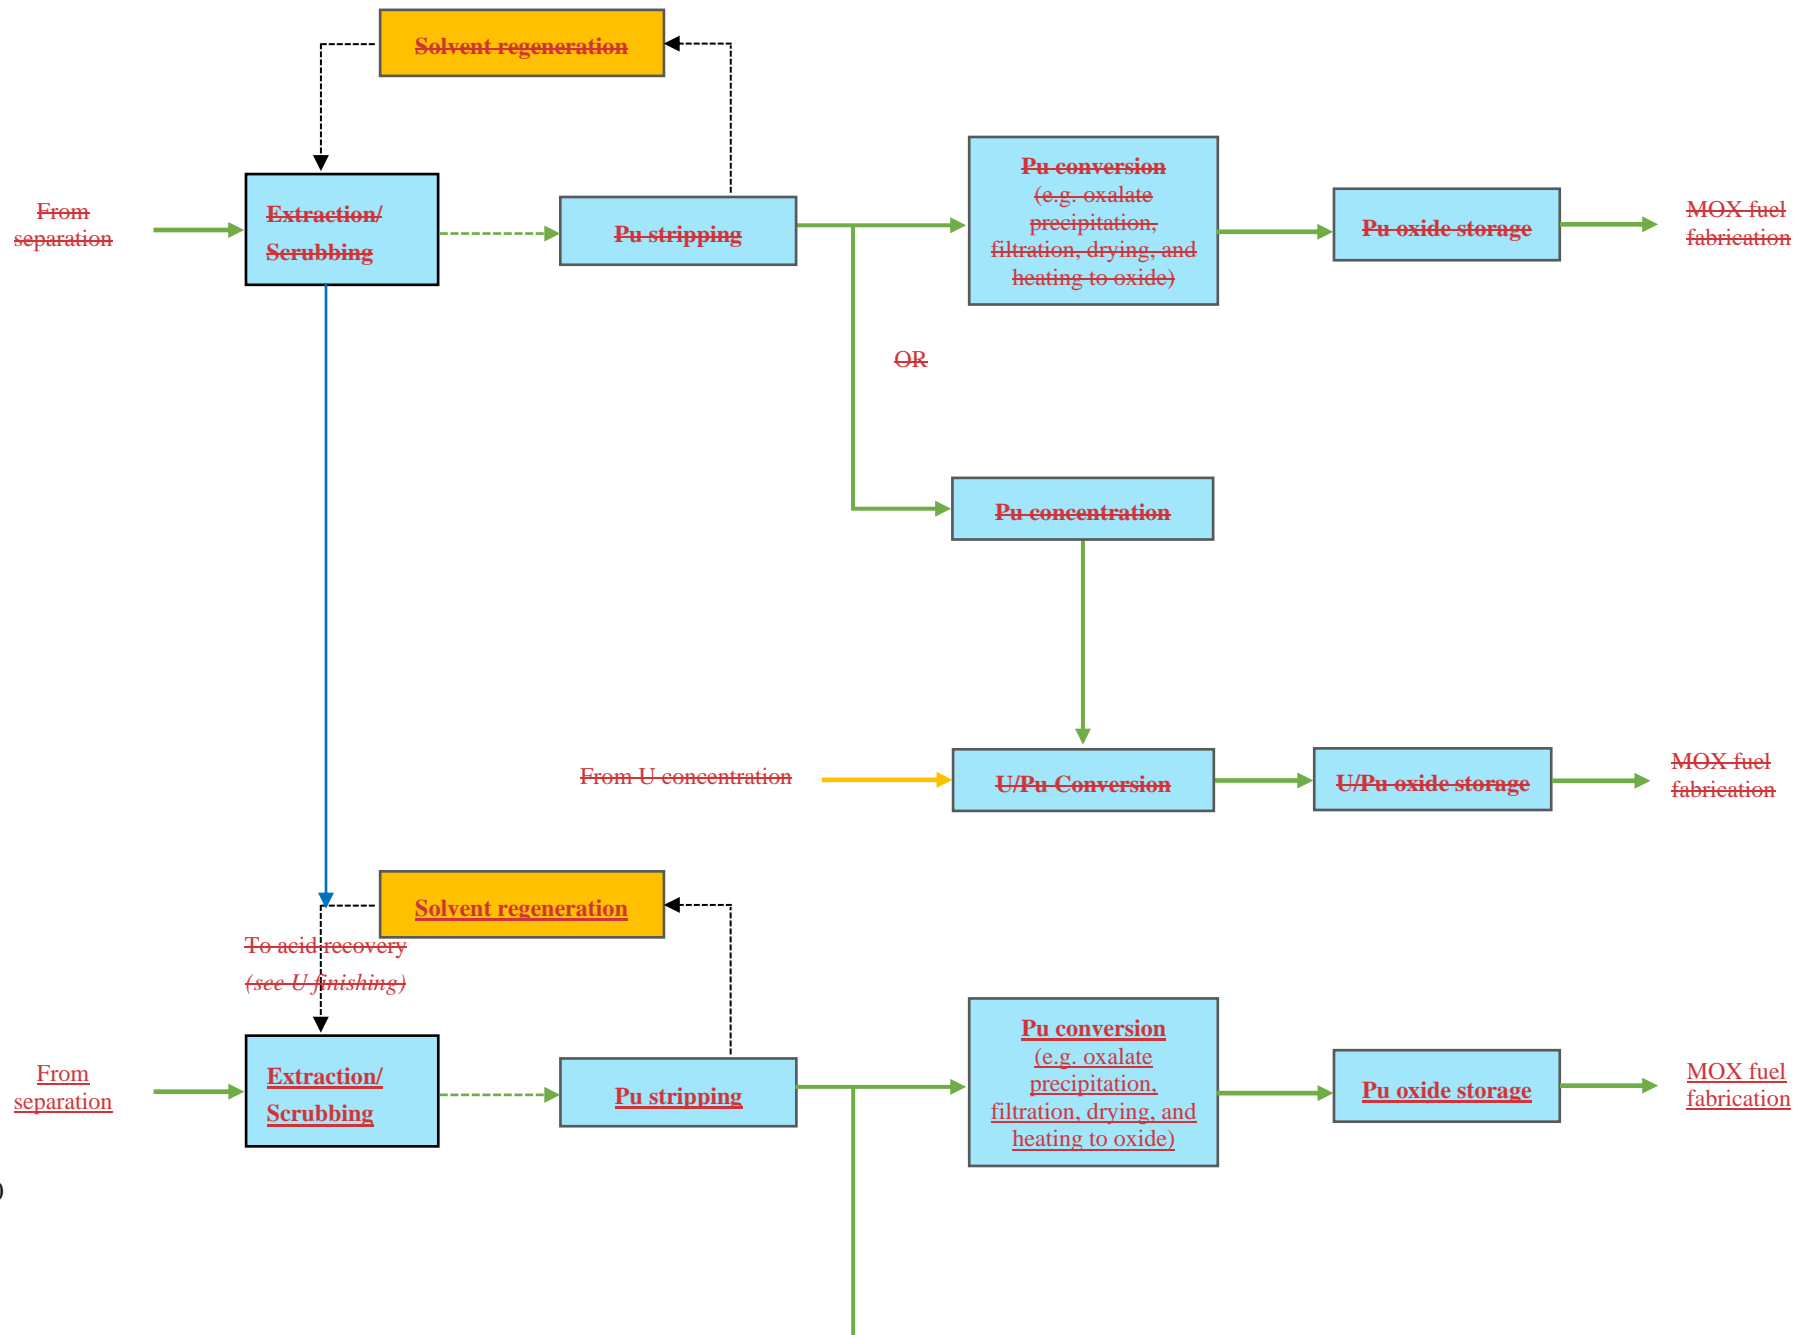 Solvent regeneration
From
separation
Extraction/
Scrubbing
Pu stripping
Pu conversion
(e.g. oxalate
precipitation,
filtration, drying, and
heating to oxide)
Pu oxide storage
MOX fuel
fabrication
OR
Pu concentration
From U concentration
U/Pu Conversion
U/Pu oxide storage
MOX fuel
fabrication
Solvent regeneration
To acid recovery
(see U finishing)
From
separation
Extraction/
Scrubbing
Pu stripping
Pu conversion
(e.g. oxalate
precipitation,
filtration, drying, and
heating to oxide)
Pu oxide storage
MOX fuel
fabrication